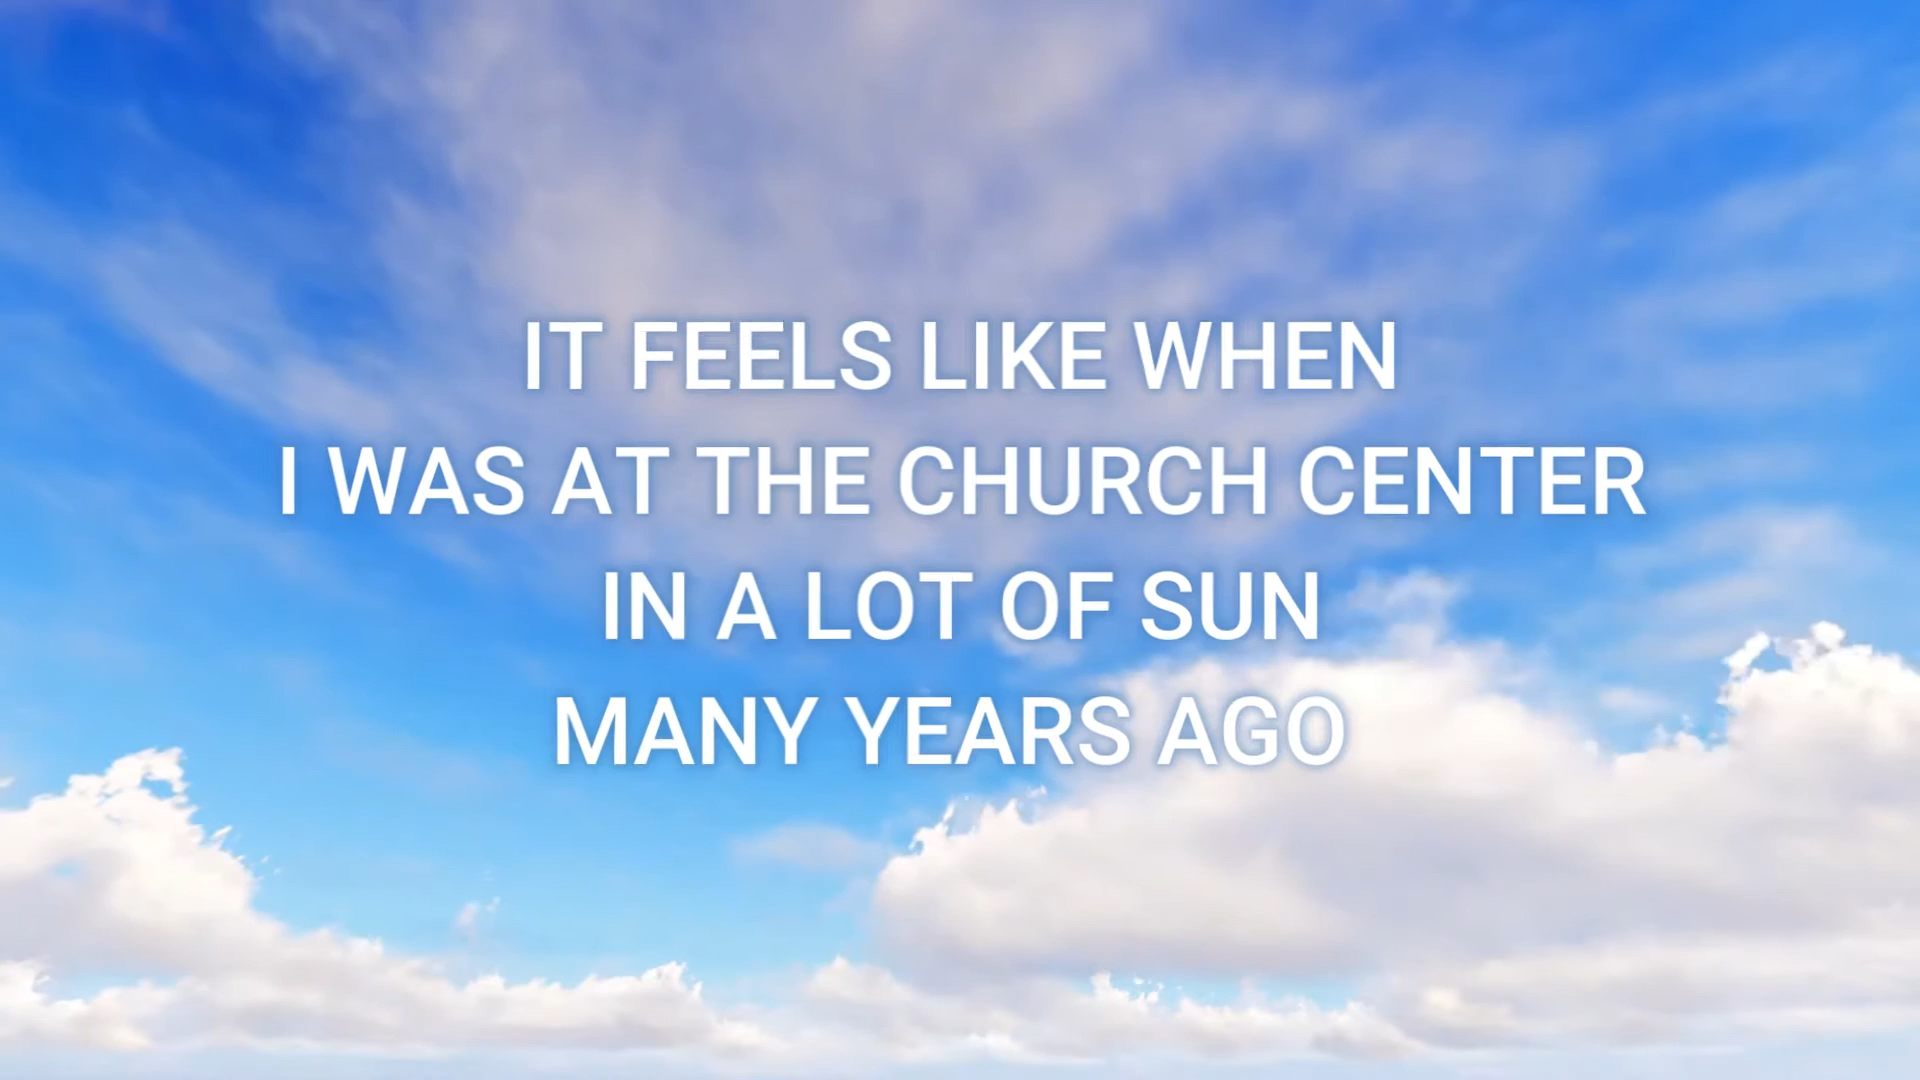 IT FEELS LIKE WHEN
I WAS AT THE CHURCH CENTER
IN A LOT OF SUN
MANY YEARS AGO